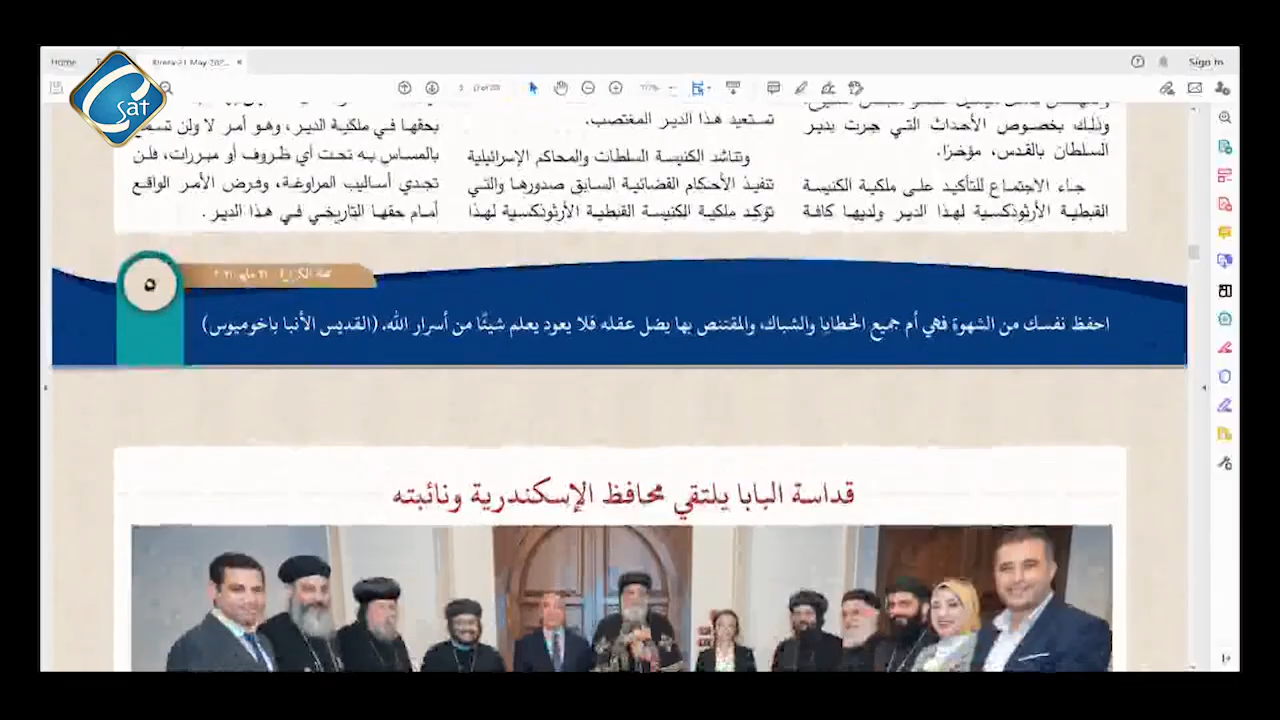 C
Sat
Home
Sign In
وذلك بخصوص الأحداث التي جرت بدير
السلطان بالقدس، مؤخرًا.
جاء الاجتماع للتأكيد على ملكية الكنيسة
القبطية الأرثوذكسية لهذا الدير ولديها كافة
تستعيد هذا الدير المغتصب.
وتناشد الكنيسة السلطات والمحاكم الإسرائيلية
تنفيذ الأحكام القضائية السابق صدورها والتي
تؤكد ملكية الكنيسة القبطية الأرثوذكسية لهذا
بحقها في ملكية الدير، وهو أمر لا ولن تسمح
بالمساس به تحت أي ظروف أو مبررات، فلن
تجدي أساليب المراوغة، وفرض الأمر الواقع
أمام حقها التاريخي في هذا الدير.
٥
احفظ نفسك من الشهوة فهي أم جميع الخطايا والشباك، والمقتنص بها يضل عقله فلا يعود يعلم شيئًا من أسرار الله. (القديس الأنبا باخوميوس)
قداسة البابا يلتقي محافظ الإسكندرية ونائبته